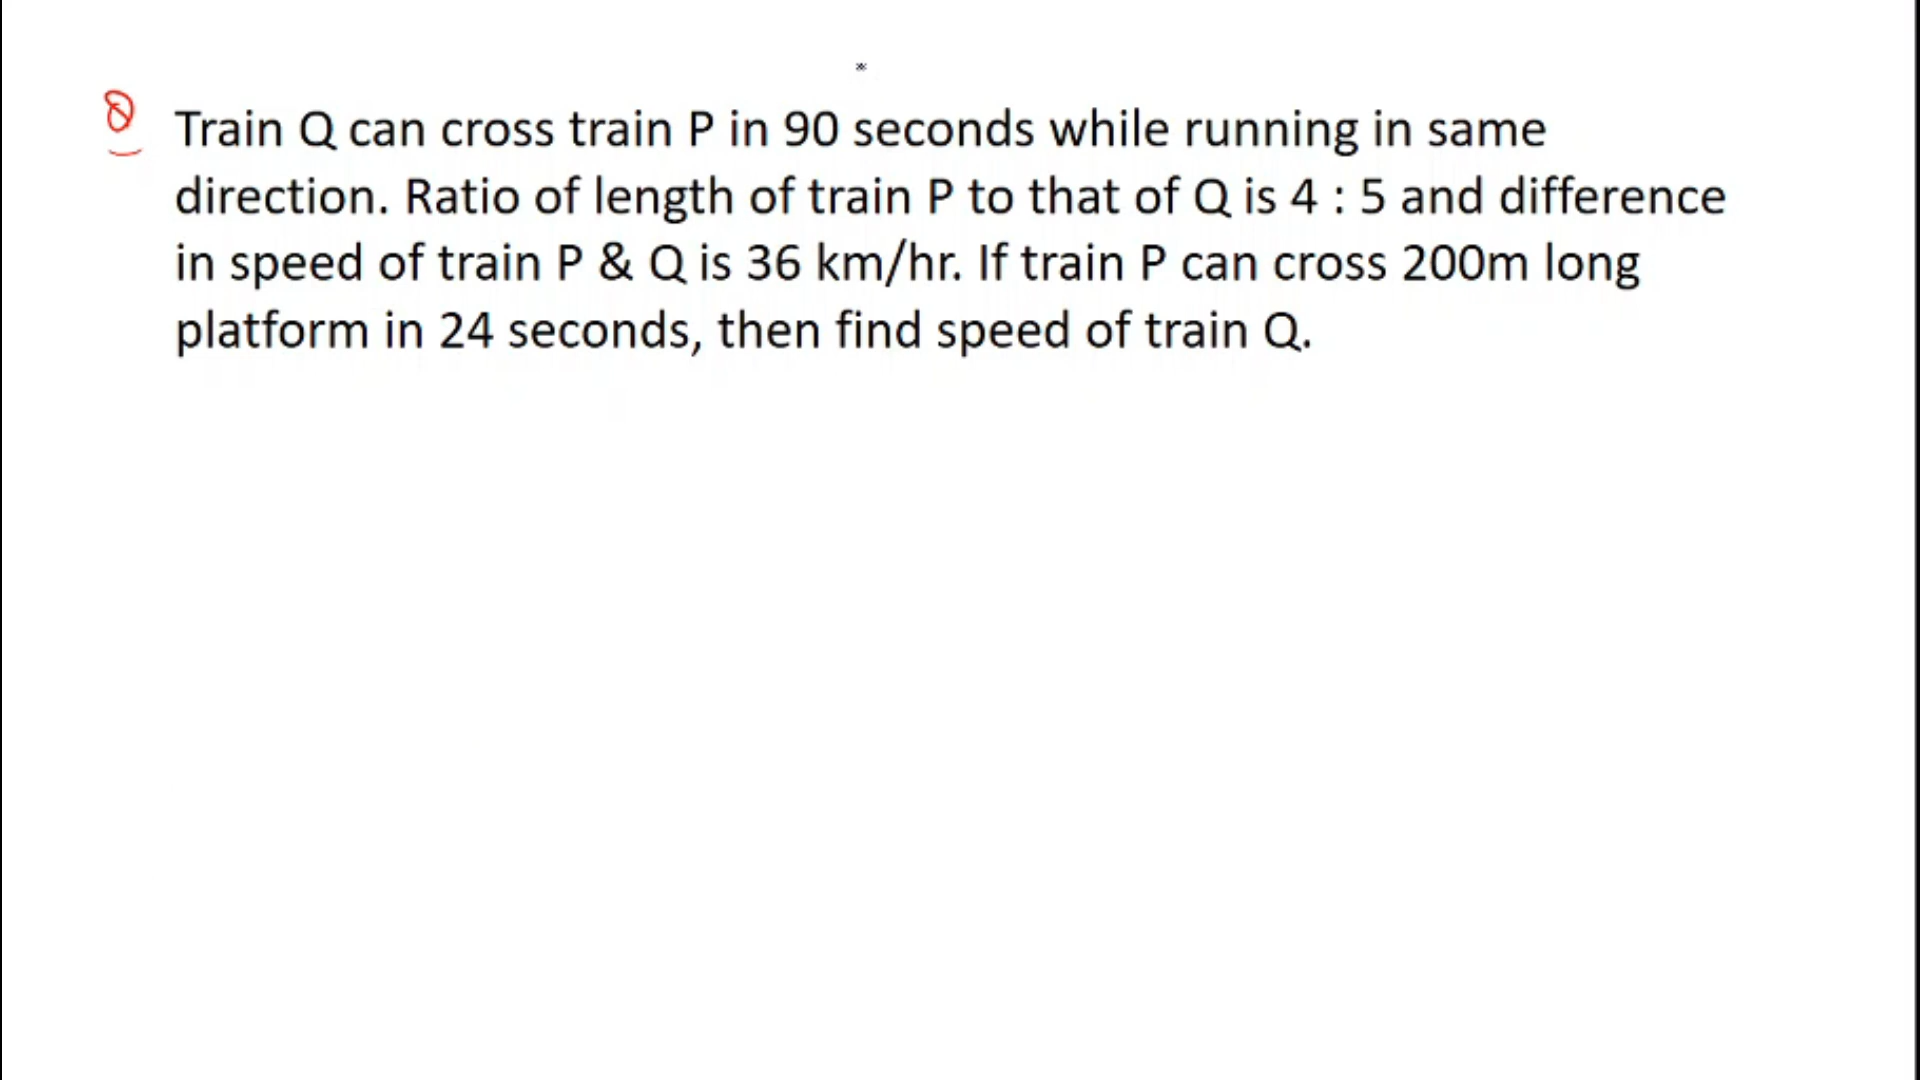 Train Q can cross train P in 90 seconds while running in same
direction. Ratio of length of train P to that of Q is 4 : 5 and difference
in speed of train P & Q is 36 km/hr. If train P can cross 200m long
platform in 24 seconds, then find speed of train Q.